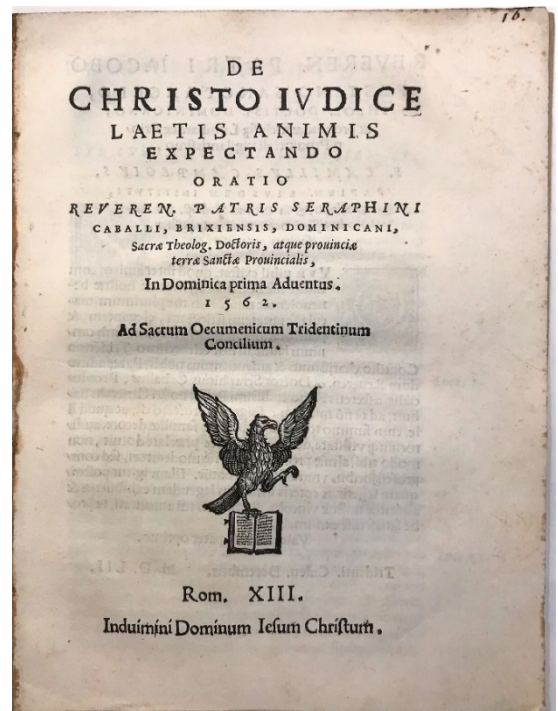 16.
DE
CHRISTO IVDICE
LAETIS ANIMIS
EXPECTANDO
ORATIO
REVEREN. PATRIS SERAPHINI
CABALLI, BRIXIENSIS, DOMINICANI,
Sacræ Theolog. Doctoris, atque prouinciæ
terræ Sanctæ Prouincialis,
In Dominica prima Aduentus.
1562.
Ad Sacrum Oecumenicum Tridentinum
Concilium.
Rom. XIII.
Induimini Dominum Iesum Chriſtum.